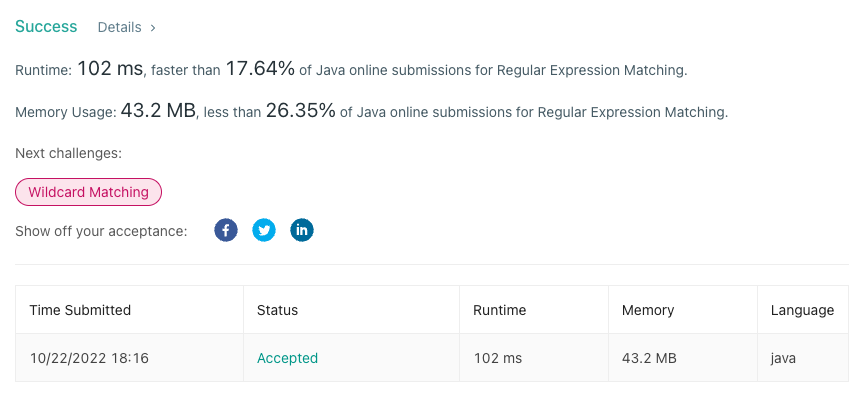 Success Details ›
Runtime: 102 ms, faster than 17.64% of Java online submissions for Regular Expression Matching.
Memory Usage: 43.2 MB, less than 26.35% of Java online submissions for Regular Expression Matching.
Next challenges:
Wildcard Matching
Show off your acceptance: f in
Time Submitted Status Runtime Memory Language
10/22/2022 18:16 Accepted 102 ms 43.2 MB java